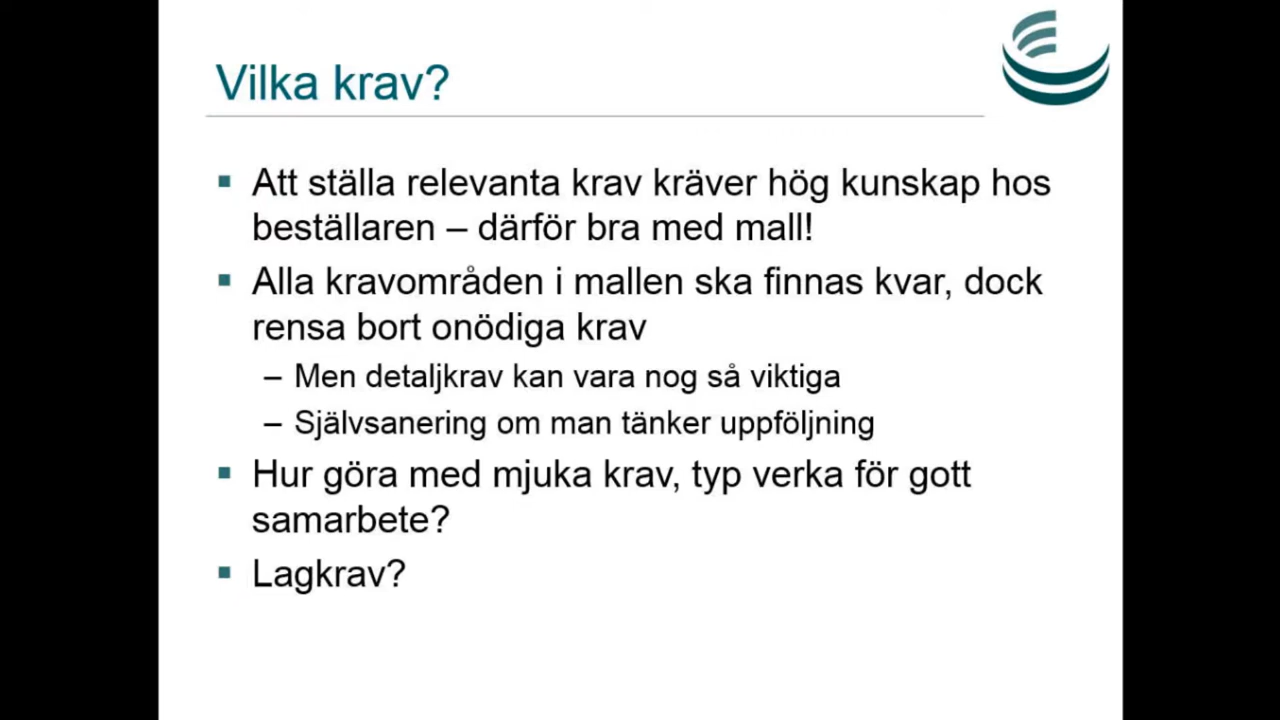 Vilka krav?
▪ Att ställa relevanta krav kräver hög kunskap hos
beställaren – därför bra med mall!
▪ Alla kravområden i mallen ska finnas kvar, dock
rensa bort onödiga krav
– Men detaljkrav kan vara nog så viktiga
– Självsanering om man tänker uppföljning
▪ Hur göra med mjuka krav, typ verka för gott
samarbete?
▪ Lagkrav?